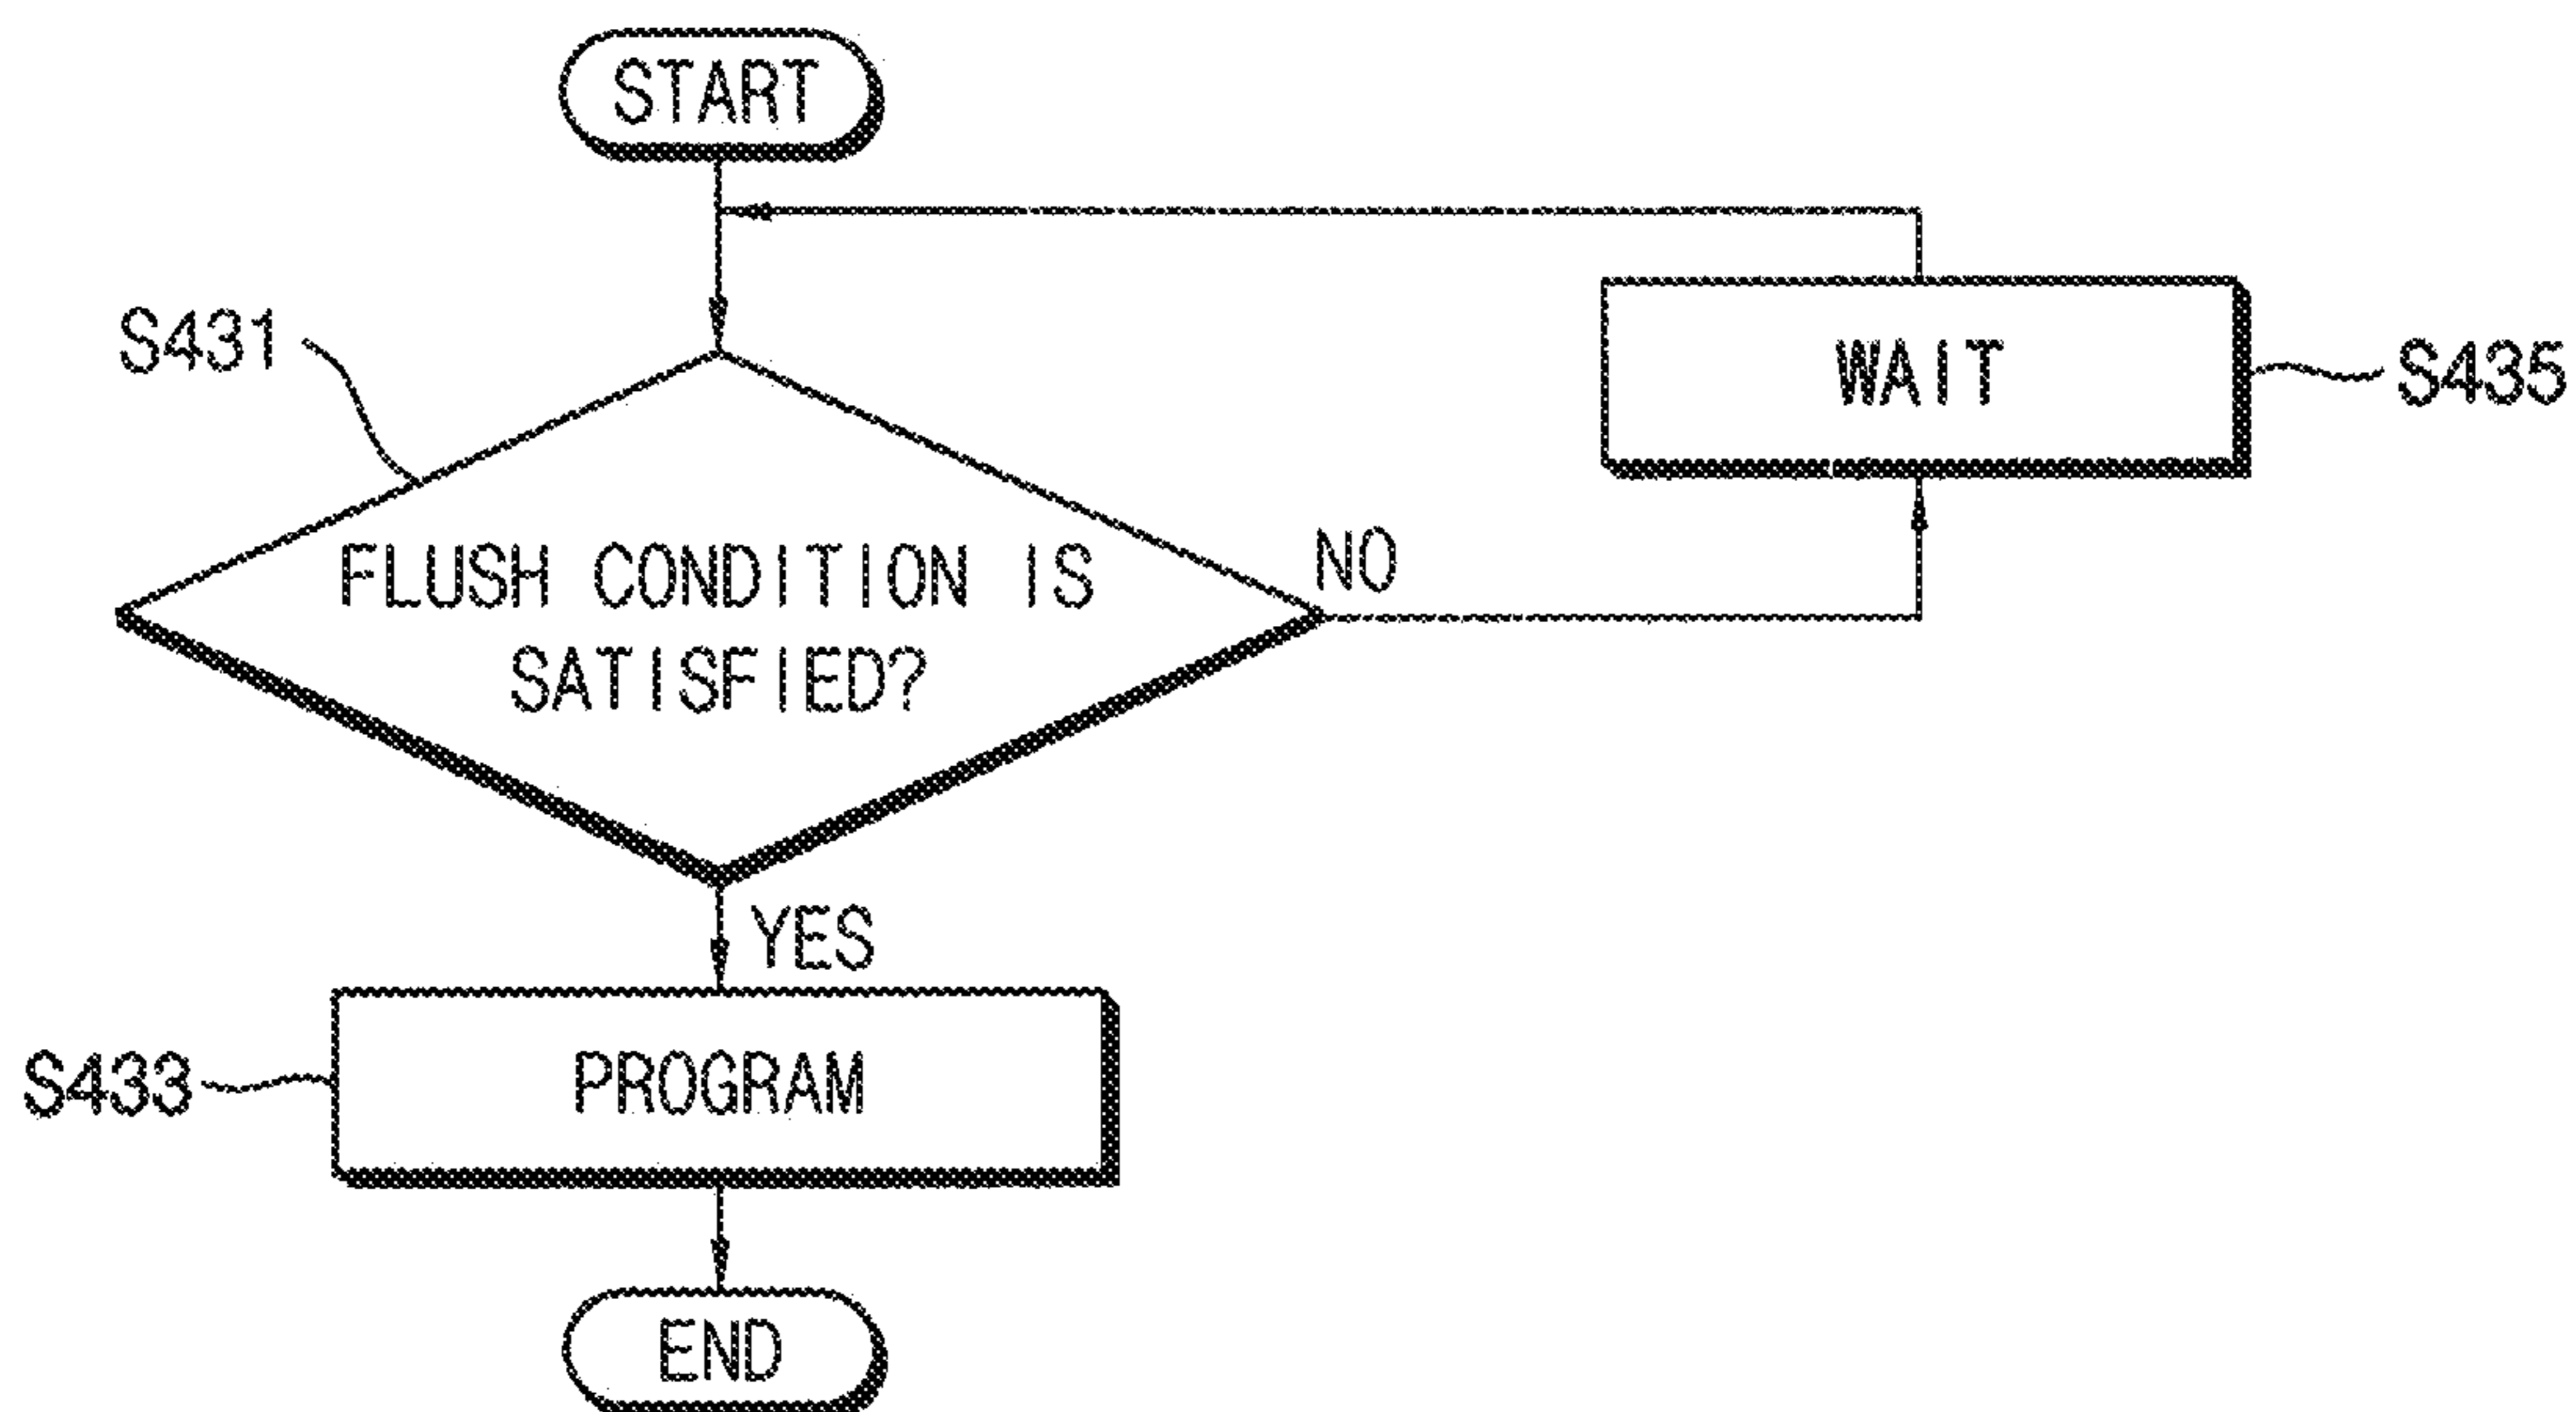 START
S431
WAIT
S435
FLUSH CONDITION IS
SATISFIED?
NO
YES
S433
PROGRAM
END